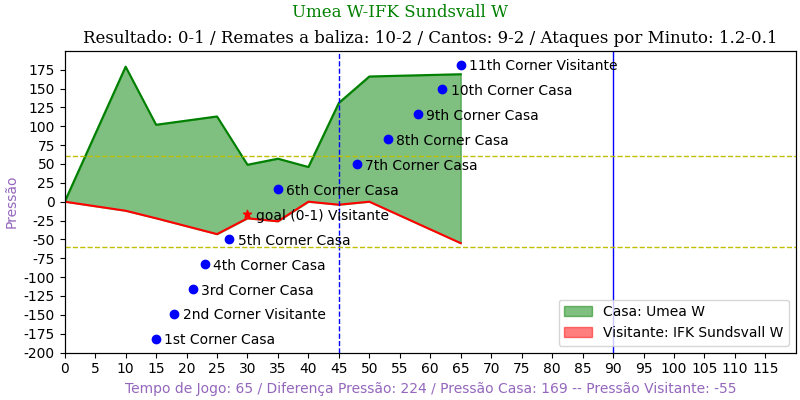 Umea W-IFK Sundsvall W
Resultado: 0-1 / Remates a baliza: 10-2 / Cantos: 9-2 / Ataques por Minuto: 1.2-0.1
Pressão
175
150
125
100
75
50
25
0
-25
-50
-75
-100
-125
-150
-175
-200
11th Corner Visitante
10th Corner Casa
9th Corner Casa
8th Corner Casa
7th Corner Casa
6th Corner Casa
goal (0-1) Visitante
5th Corner Casa
4th Corner Casa
3rd Corner Casa
2nd Corner Visitante
1st Corner Casa
Casa: Umea W
Visitante: IFK Sundsvall W
0 5 10 15 20 25 30 35 40 45 50 55 60 65 70 75 80 85 90 95 100 105 110 115
Tempo de Jogo: 65 / Diferença Pressão: 224 / Pressão Casa: 169 -- Pressão Visitante: -55